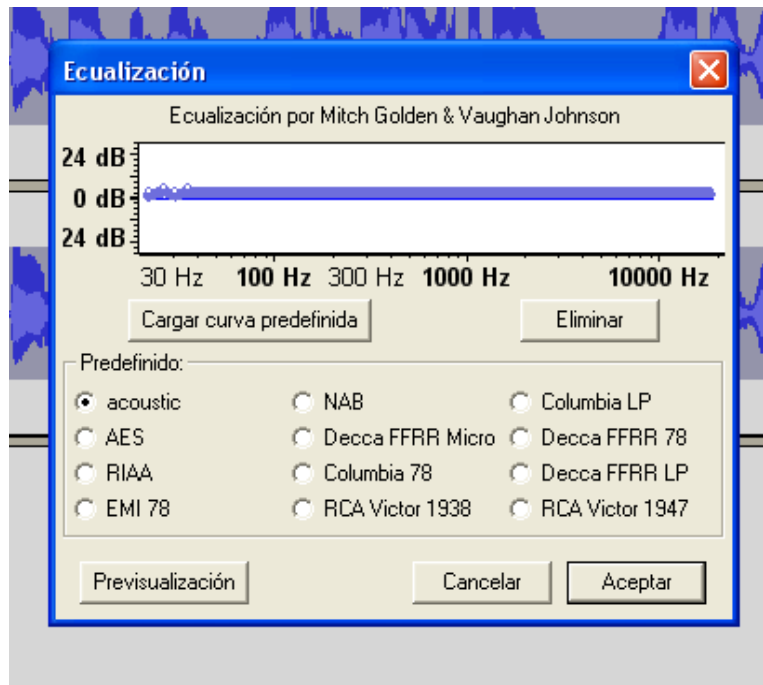 Ecualización
Ecualización por Mitch Golden & Vaughan Johnson
24 dB
0 dB
24 dB
30 Hz 100 Hz 300 Hz 1000 Hz 10000 Hz
Cargar curva predefinida Eliminar
Predefinido:
acoustic NAB Columbia LP
AES Decca FFRR Micro Decca FFRR 78
RIAA Columbia 78 Decca FFRR LP
EMI 78 RCA Victor 1938 RCA Victor 1947
Previsualización Cancelar Aceptar